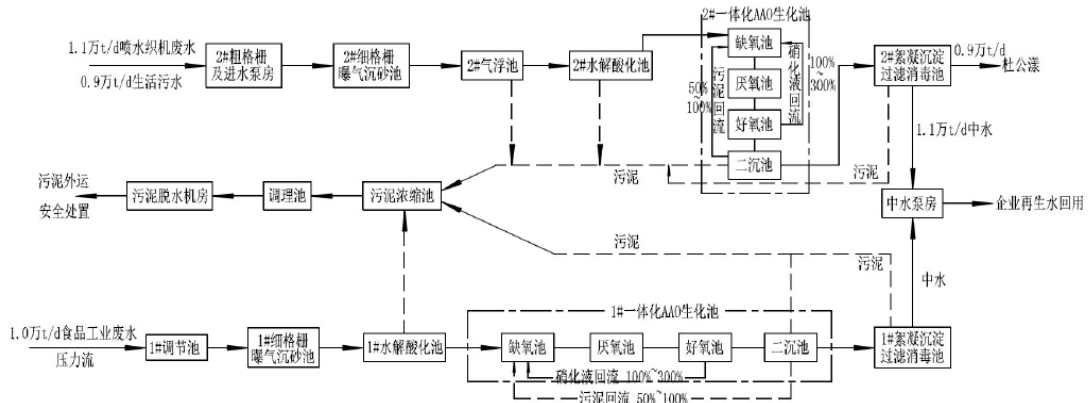 2#一体化AAO生化池
1.1万t/d喷水织机废水
0.9万t/d生活污水
2#粗格栅
及进水泵房
2#细格栅
曝气沉砂池
2#气浮池
2#水解酸化池
缺氧池
厌氧池
好氧池
二沉池
50%
~
100%
污泥回流
硝化液回流
100%
~
300%
2#絮凝沉淀
过滤消毒池
0.9万t/d
杜公漾
1.1万t/d中水
污泥
污泥
污泥外运
安全处置
污泥脱水机房
调理池
污泥浓缩池
中水泵房
企业再生水回用
污泥
污泥
中水
1#一体化AAO生化池
1.0万t/d食品工业废水
压力流
1#调节池
1#细格栅
曝气沉砂池
1#水解酸化池
缺氧池
厌氧池
好氧池
二沉池
1#絮凝沉淀
过滤消毒池
硝化液回流 100%~300%
污泥回流 50%~100%